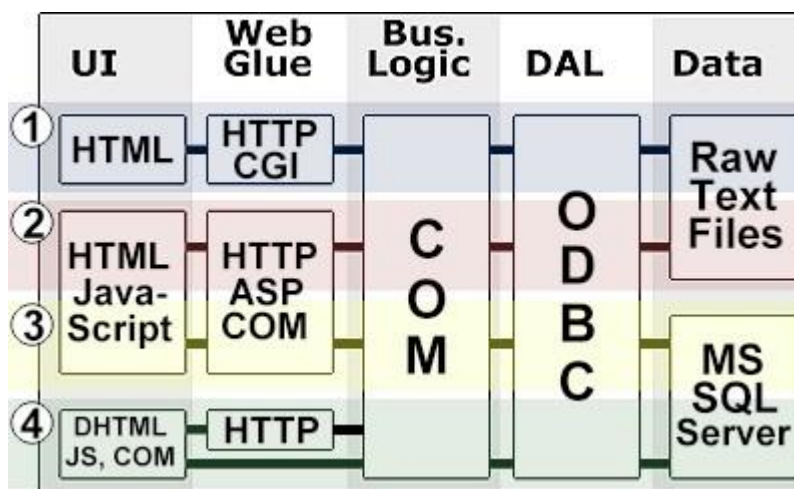 UI
Web
Glue
Bus.
Logic
DAL
Data
1
HTML
HTTP
CGI
2
HTML
Java-
Script
HTTP
ASP
COM
3
4
DHTML
JS, COM
HTTP
C
O
M
O
D
B
C
Raw
Text
Files
MS
SQL
Server